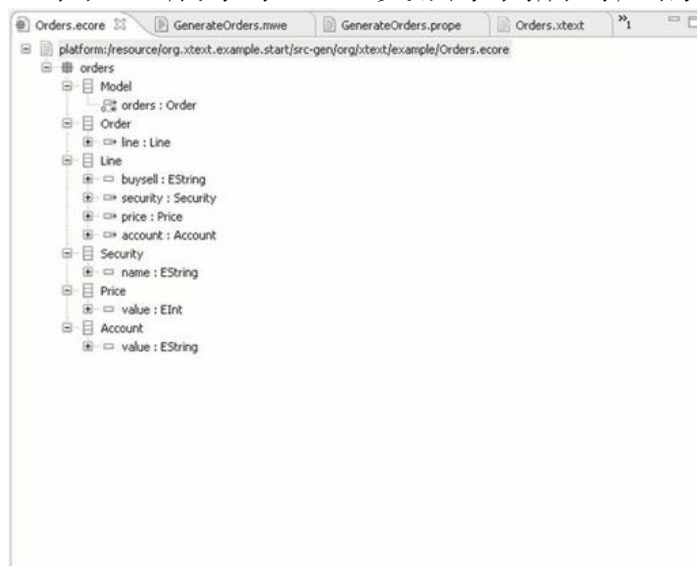 Orders.ecore
GenerateOrders.mwe
GenerateOrders.prope
Orders.xtext
»1
platform:/resource/org.xtext.example.start/src-gen/org/xtext/example/Orders.ecore
orders
Model
orders : Order
Order
line : Line
Line
buysell : EString
security : Security
price : Price
account : Account
Security
name : EString
Price
value : EInt
Account
value : EString